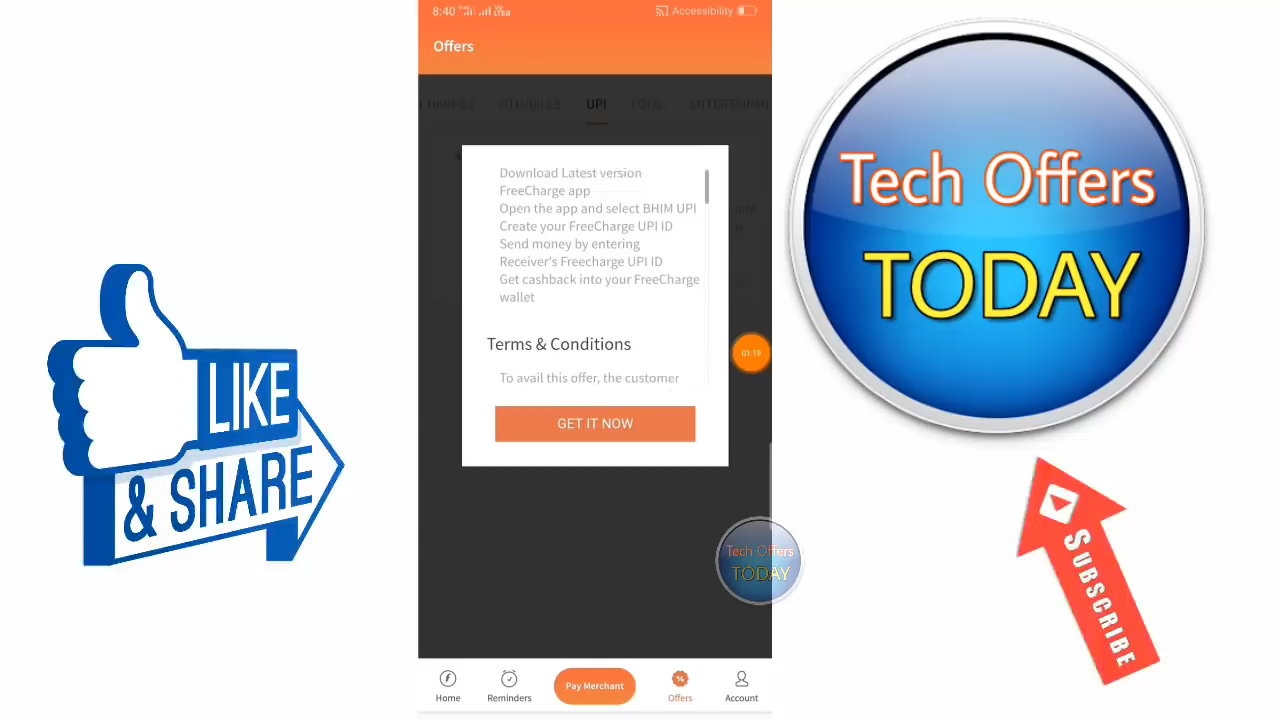 8:40
Accessibility
Offers
UPI
FOOD
Download Latest version
FreeCharge app
Open the app and select BHIM UPI
Create your FreeCharge UPI ID
Send money by entering
Receiver's Freecharge UPI ID
Get cashback into your FreeCharge
wallet
Terms & Conditions
To avail this offer, the customer
GET IT NOW
01:19
Home
Reminders
Pay Merchant
Offers
Account
LIKE
& SHARE
Tech Offers
TODAY
Tech Offers
TODAY
SUBSCRIBE